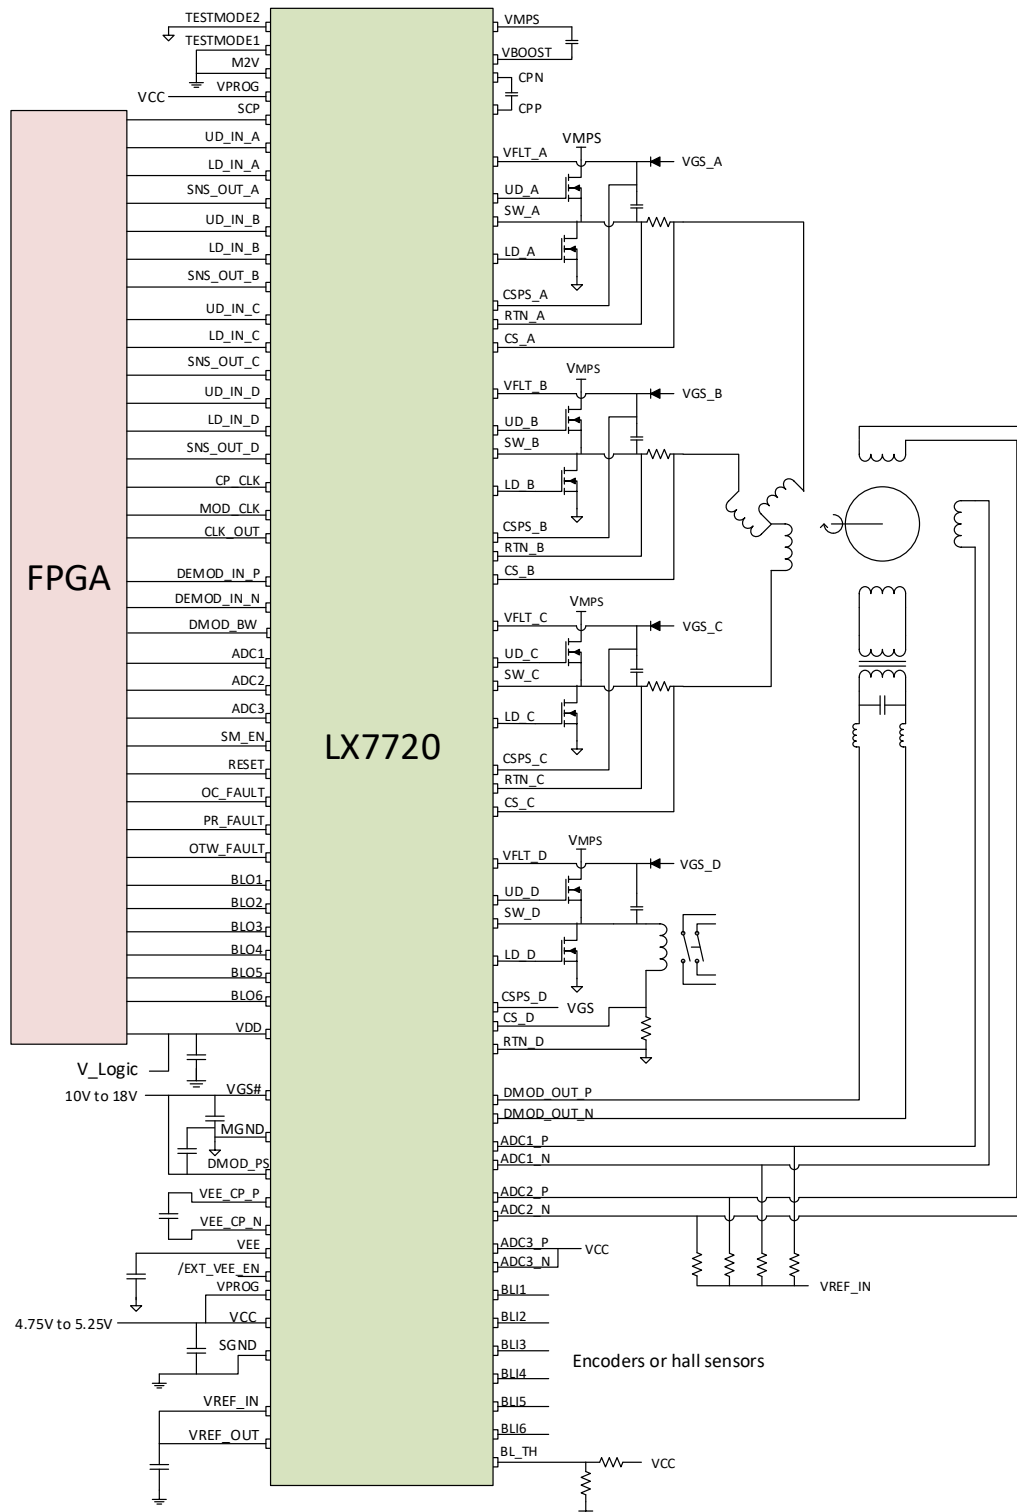 TESTMODE2
TESTMODE1
M2V
VPROG
VCC
SCP
UD_IN_A
LD_IN_A
SNS_OUT_A
UD_IN_B
LD_IN_B
SNS_OUT_B
UD_IN_C
LD_IN_C
SNS_OUT_C
UD_IN_D
LD_IN_D
SNS_OUT_D
CP_CLK
MOD_CLK
CLK_OUT
FPGA
DEMOD_IN_P
DEMOD_IN_N
DMOD_BW
ADC1
ADC2
ADC3
SM_EN
RESET
OC_FAULT
PR_FAULT
OTW_FAULT
BLO1
BLO2
BLO3
BLO4
BLO5
BLO6
VDD
V_Logic
10V to 18V
VGS#
MGND
DMOD_PS
VEE_CP_P
VEE_CP_N
VEE
/EXT_VEE_EN
VPROG
4.75V to 5.25V
VCC
SGND
VREF_IN
VREF_OUT
LX7720
VMPS
VBOOST
CPN
CPP
VMPS
VFLT_A
VGS_A
UD_A
SW_A
LD_A
CSPS_A
RTN_A
CS_A
VMPS
VFLT_B
VGS_B
UD_B
SW_B
LD_B
CSPS_B
RTN_B
CS_B
VMPS
VFLT_C
VGS_C
UD_C
SW_C
LD_C
CSPS_C
RTN_C
CS_C
VMPS
VFLT_D
VGS_D
UD_D
SW_D
LD_D
CSPS_D
VGS
CS_D
RTN_D
DMOD_OUT_P
DMOD_OUT_N
ADC1_P
ADC1_N
ADC2_P
ADC2_N
ADC3_P
VCC
ADC3_N
VREF_IN
BLI1
BLI2
BLI3
Encoders or hall sensors
BLI4
BLI5
BLI6
BL_TH
VCC